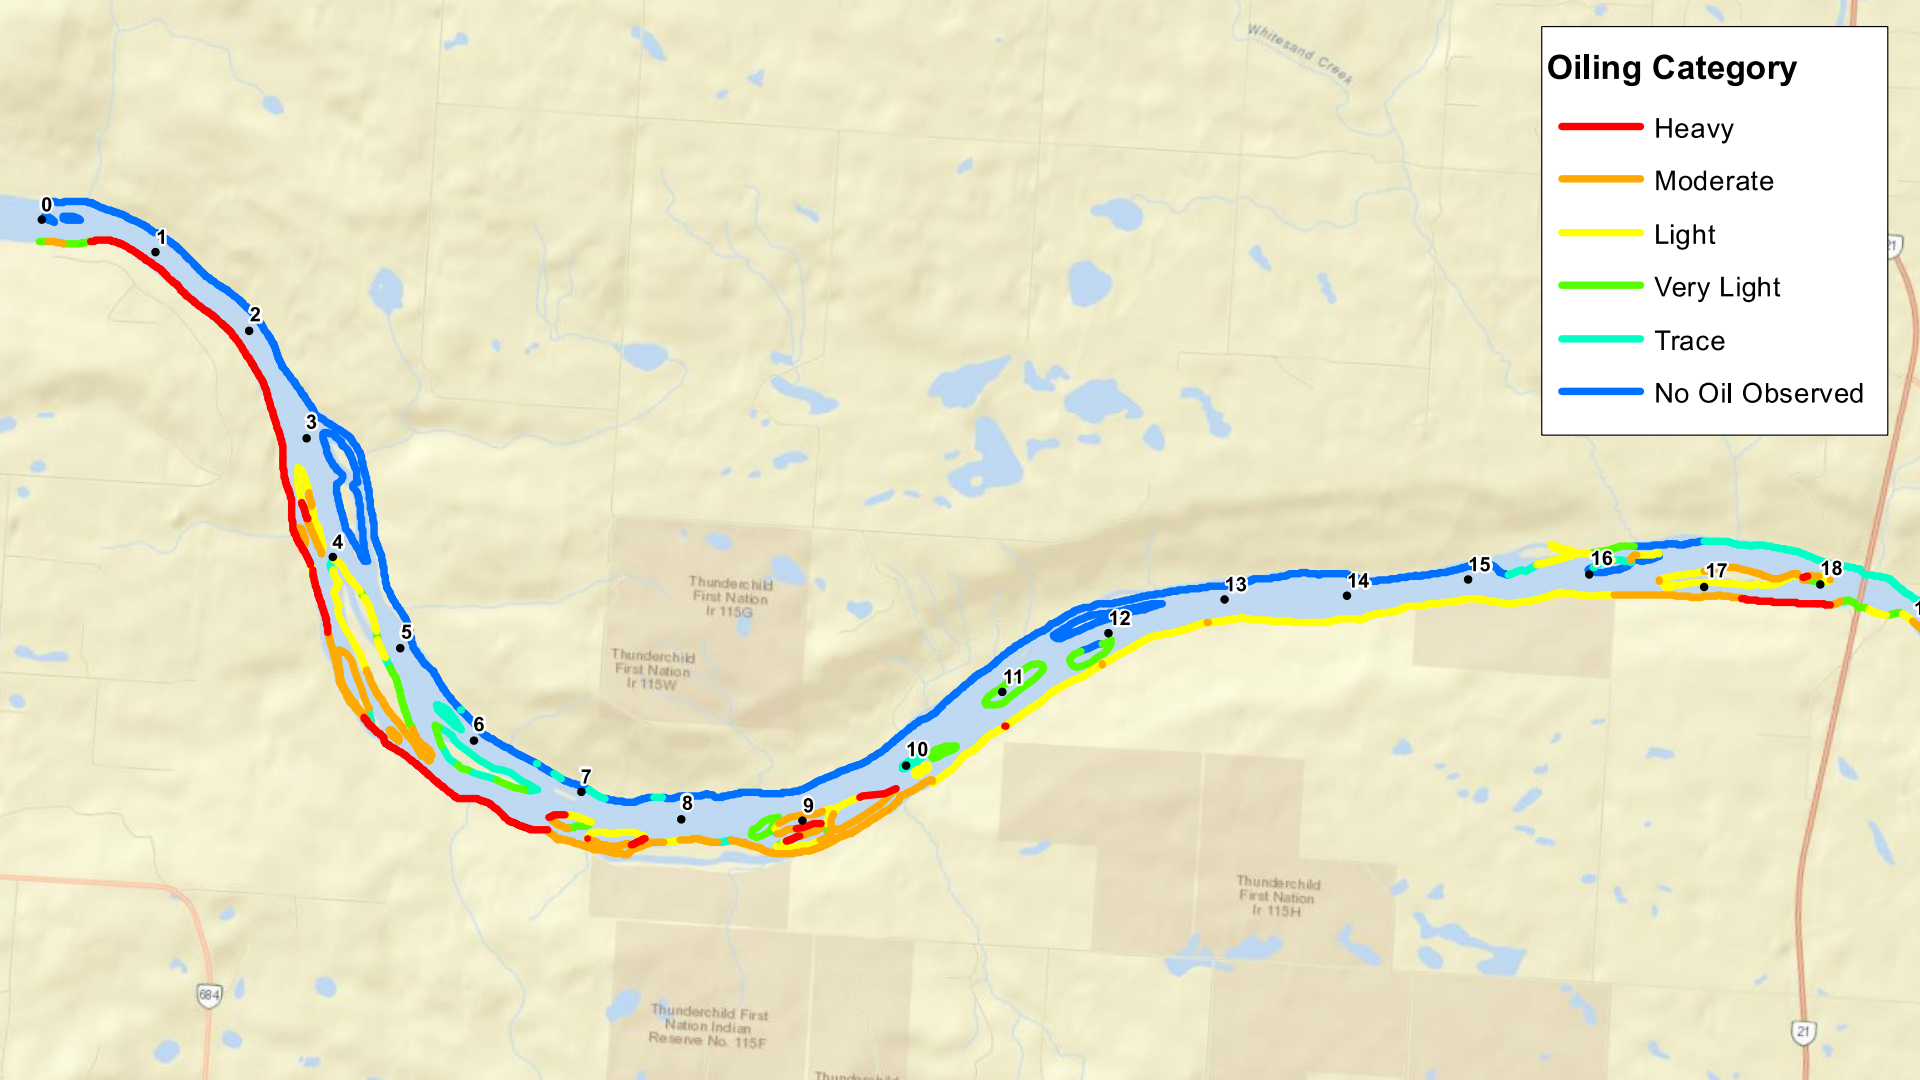 Whitesand Creek
Oiling Category
Heavy
Moderate
Light
Very Light
Trace
No Oil Observed
0
1
2
3
4
5
6
7
8
9
10
11
12
13
14
15
16
17
18
21
Thunderchild
First Nation
Ir 115G
Thunderchild
First Nation
Ir 115W
Thunderchild
First Nation
Ir 115H
684
Thunderchild First
Nation Indian
Reserve No. 115F
21
Thunderchild